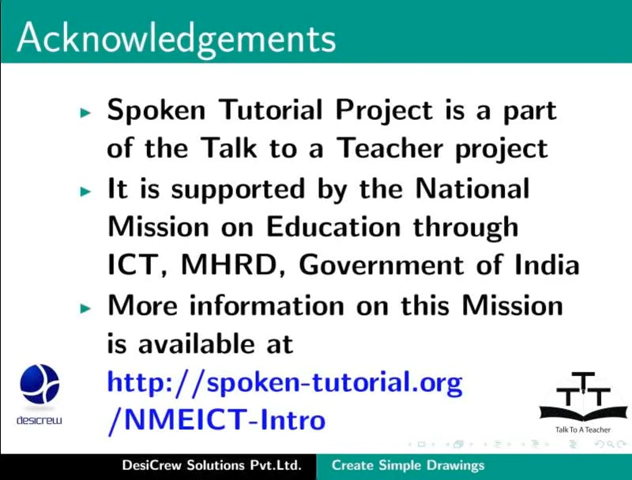 Acknowledgements
Spoken Tutorial Project is a part
of the Talk to a Teacher project
It is supported by the National
Mission on Education through
ICT, MHRD, Government of India
More information on this Mission
is available at
http://spoken-tutorial.org
/NMEICT-Intro
desicrew
TTT
Talk To A Teacher
DesiCrew Solutions Pvt.Ltd.
Create Simple Drawings